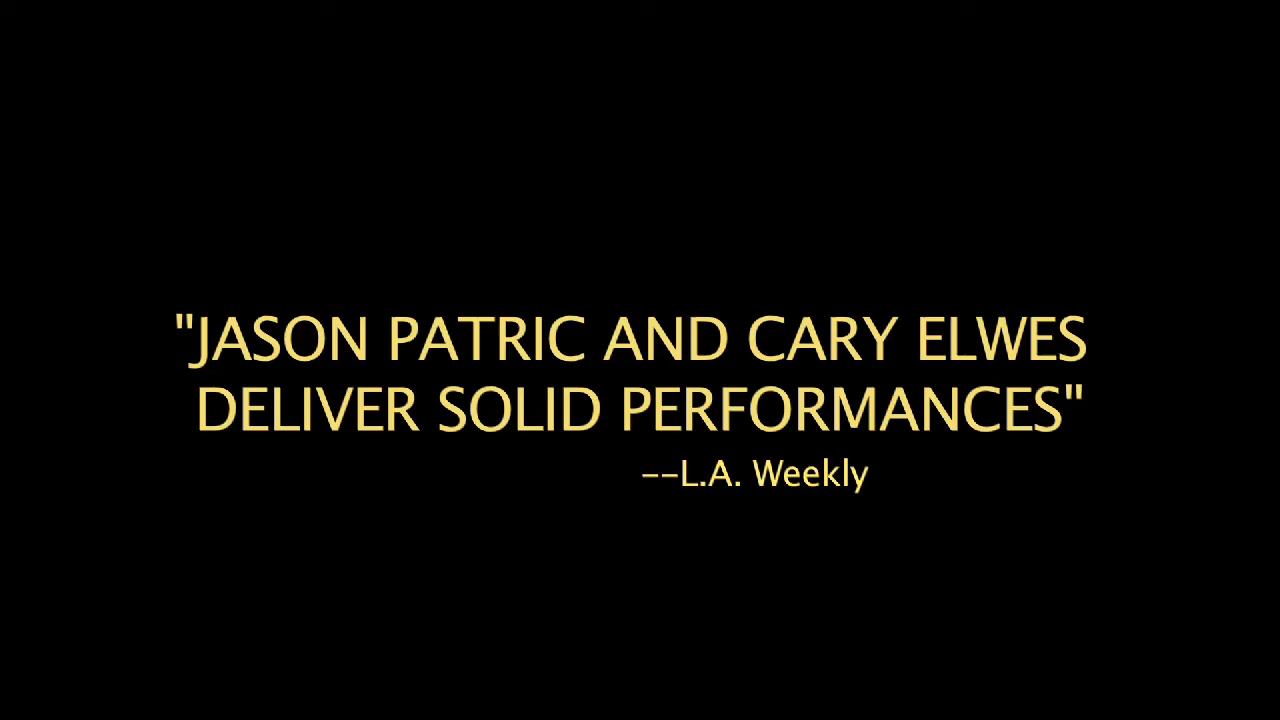 "JASON PATRIC AND CARY ELWES
DELIVER SOLID PERFORMANCES"
--L.A. Weekly